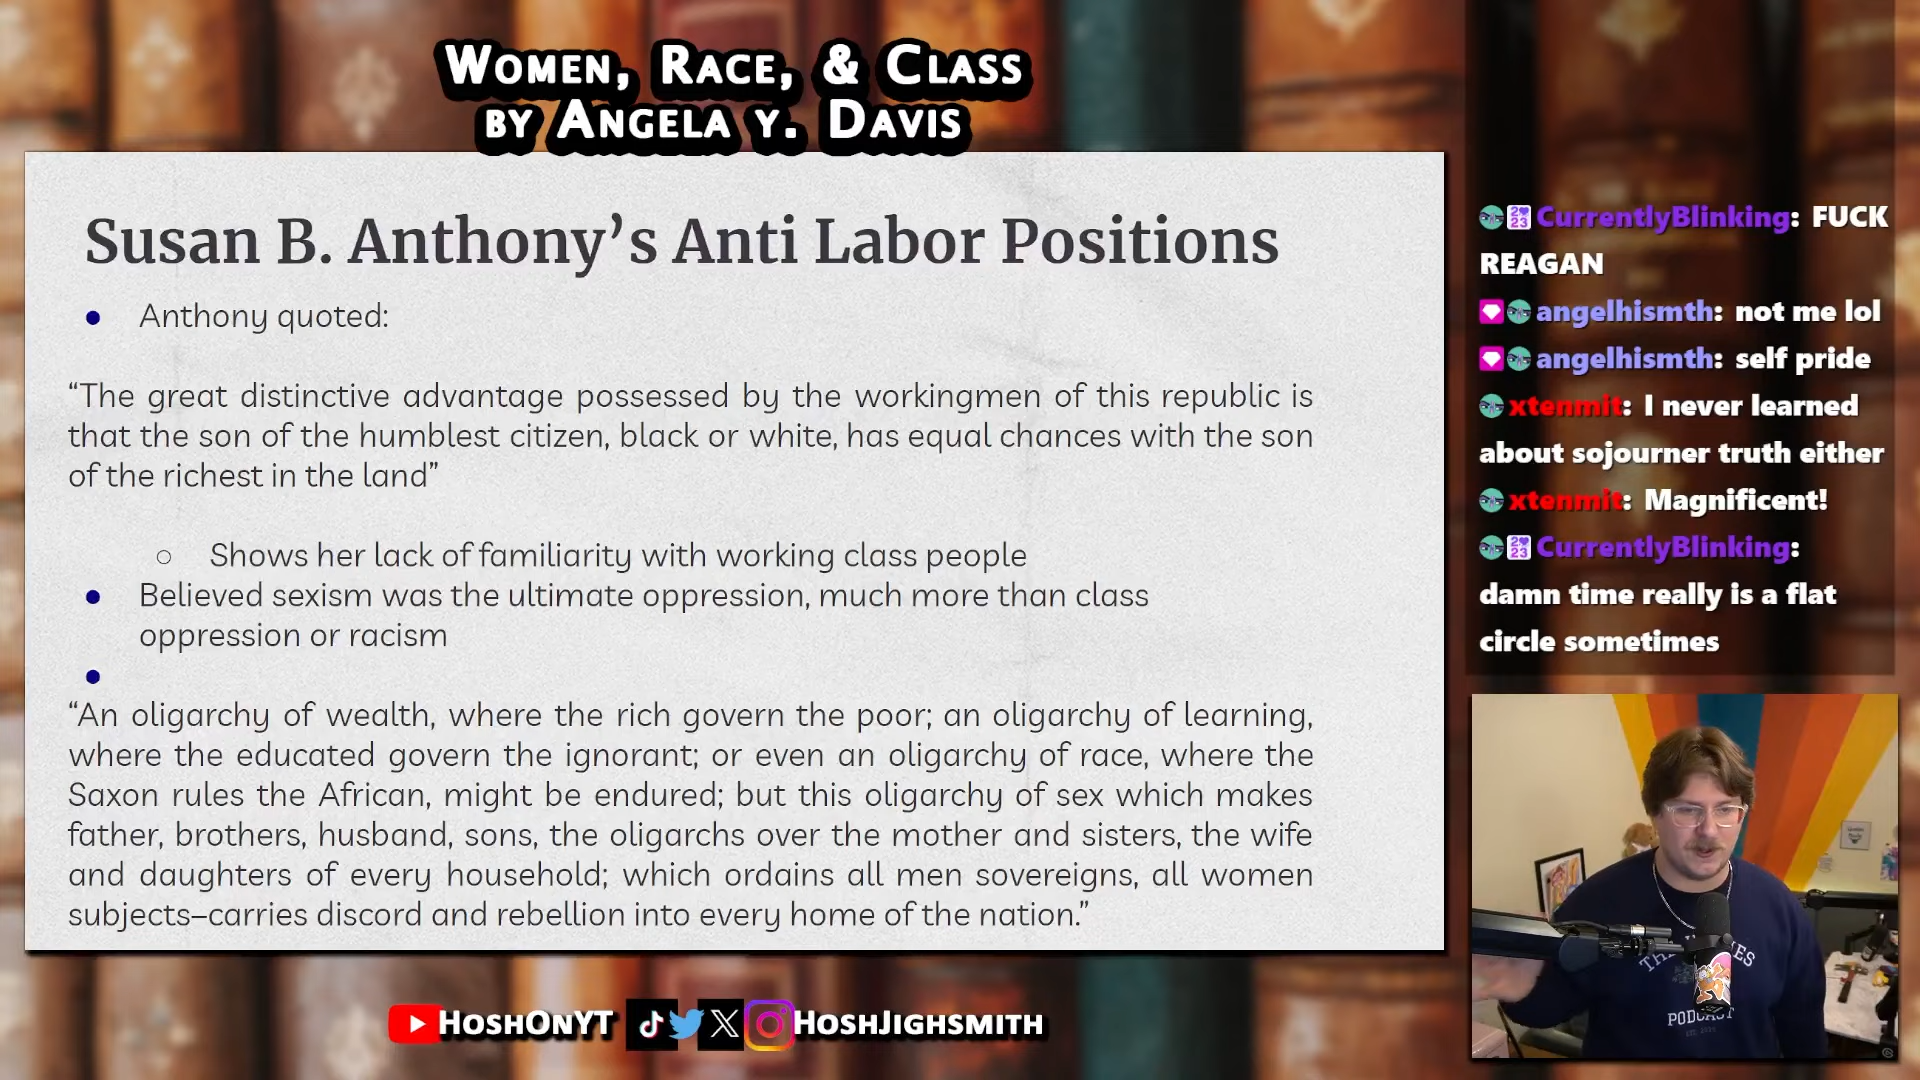 WOMEN, RACE, & CLASS
BY ANGELA Y. DAVIS
Susan B. Anthony’s Anti Labor Positions
● Anthony quoted:
“The great distinctive advantage possessed by the workingmen of this republic is
that the son of the humblest citizen, black or white, has equal chances with the son
of the richest in the land”
○ Shows her lack of familiarity with working class people
● Believed sexism was the ultimate oppression, much more than class
oppression or racism
●
“An oligarchy of wealth, where the rich govern the poor; an oligarchy of learning,
where the educated govern the ignorant; or even an oligarchy of race, where the
Saxon rules the African, might be endured; but this oligarchy of sex which makes
father, brothers, husband, sons, the oligarchs over the mother and sisters, the wife
and daughters of every household; which ordains all men sovereigns, all women
subjects—carries discord and rebellion into every home of the nation.”
HOSHONYT
HOSHJIGHSMITH
CurrentlyBlinking: FUCK
REAGAN
angelhismth: not me lol
angelhismth: self pride
xtenmit: I never learned
about sojourner truth either
xtenmit: Magnificent!
CurrentlyBlinking:
damn time really is a flat
circle sometimes
PODCAST